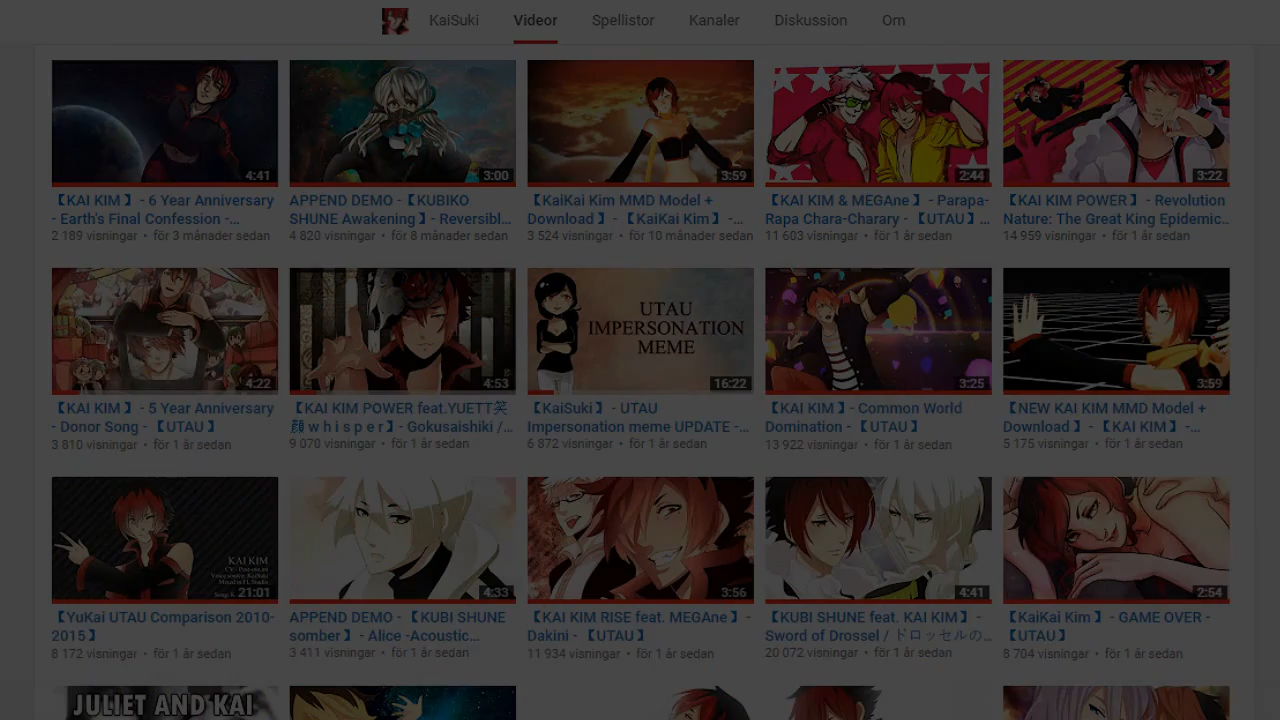 KaiSuki Videor Spellistor Kanaler Diskussion Om
4:41
3:00
3:59
2:44
3:22
【KAI KIM 】 - 6 Year Anniversary
- Earth's Final Confession -...
2 189 visningar • för 3 månader sedan
APPEND DEMO -【KUBIKO
SHUNE Awakening 】- Reversibl...
4 820 visningar • för 8 månader sedan
【KaiKai Kim MMD Model +
Download】 - 【KaiKai Kim】 -...
3 524 visningar • för 10 månader sedan
【KAI KIM & MEGAne】 - Parapa-
Rapa Chara-Charary - 【UTAU】...
11 603 visningar • för 1 år sedan
【KAI KIM POWER】 - Revolution
Nature: The Great King Epidemic...
14 959 visningar • för 1 år sedan
4:22
4:53
UTAU
IMPERSONATION
MEME
16:22
3:25
3:59
【KAI KIM】 - 5 Year Anniversary
- Donor Song - 【UTAU】
3 810 visningar • för 1 år sedan
【KAI KIM POWER feat.YUETT笑
顔 w h i s p e r】- Gokusaishiki /...
9 070 visningar • för 1 år sedan
【KaiSuki】 - UTAU
Impersonation meme UPDATE -...
6 872 visningar • för 1 år sedan
【KAI KIM】- Common World
Domination - 【UTAU】
13 922 visningar • för 1 år sedan
【NEW KAI KIM MMD Model +
Download 】 - 【KAI KIM】 -...
5 175 visningar • för 1 år sedan
KAI KIM
21:01
4:33
3:56
4:41
2:54
【YuKai UTAU Comparison 2010-
2015】
8 172 visningar • för 1 år sedan
APPEND DEMO - 【KUBI SHUNE
somber】 - Alice -Acoustic...
3 411 visningar • för 1 år sedan
【KAI KIM RISE feat. MEGAne】 -
Dakini - 【UTAU】
11 934 visningar • för 1 år sedan
【KUBI SHUNE feat. KAI KIM】 -
Sword of Drossel / ドロッセルの...
20 072 visningar • för 1 år sedan
【KaiKai Kim】 - GAME OVER -
【UTAU】
8 704 visningar • för 1 år sedan
JULIET AND KAI